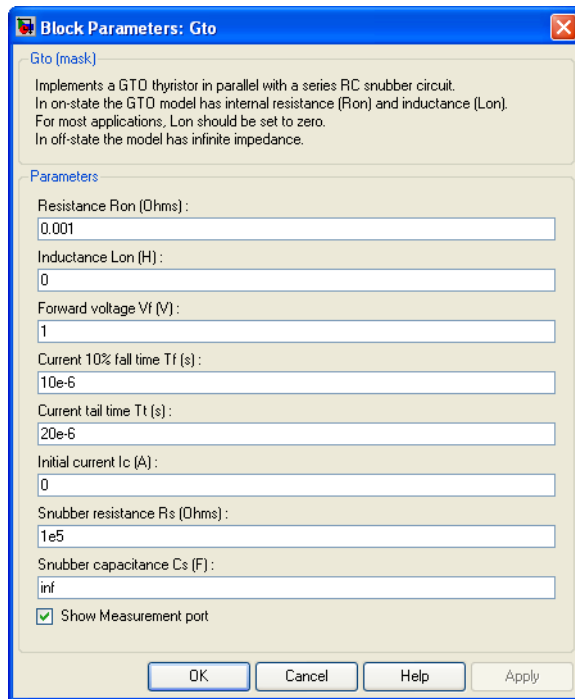 Block Parameters: Gto
Gto (mask)
Implements a GTO thyristor in parallel with a series RC snubber circuit.
In on-state the GTO model has internal resistance (Ron) and inductance (Lon).
For most applications, Lon should be set to zero.
In off-state the model has infinite impedance.
Parameters
Resistance Ron (Ohms) :
0.001
Inductance Lon (H) :
0
Forward voltage Vf (V) :
1
Current 10% fall time Tf (s) :
10e-6
Current tail time Tt (s) :
20e-6
Initial current Ic (A) :
0
Snubber resistance Rs (Ohms) :
1e5
Snubber capacitance Cs (F) :
inf
Show Measurement port
OK Cancel Help Apply